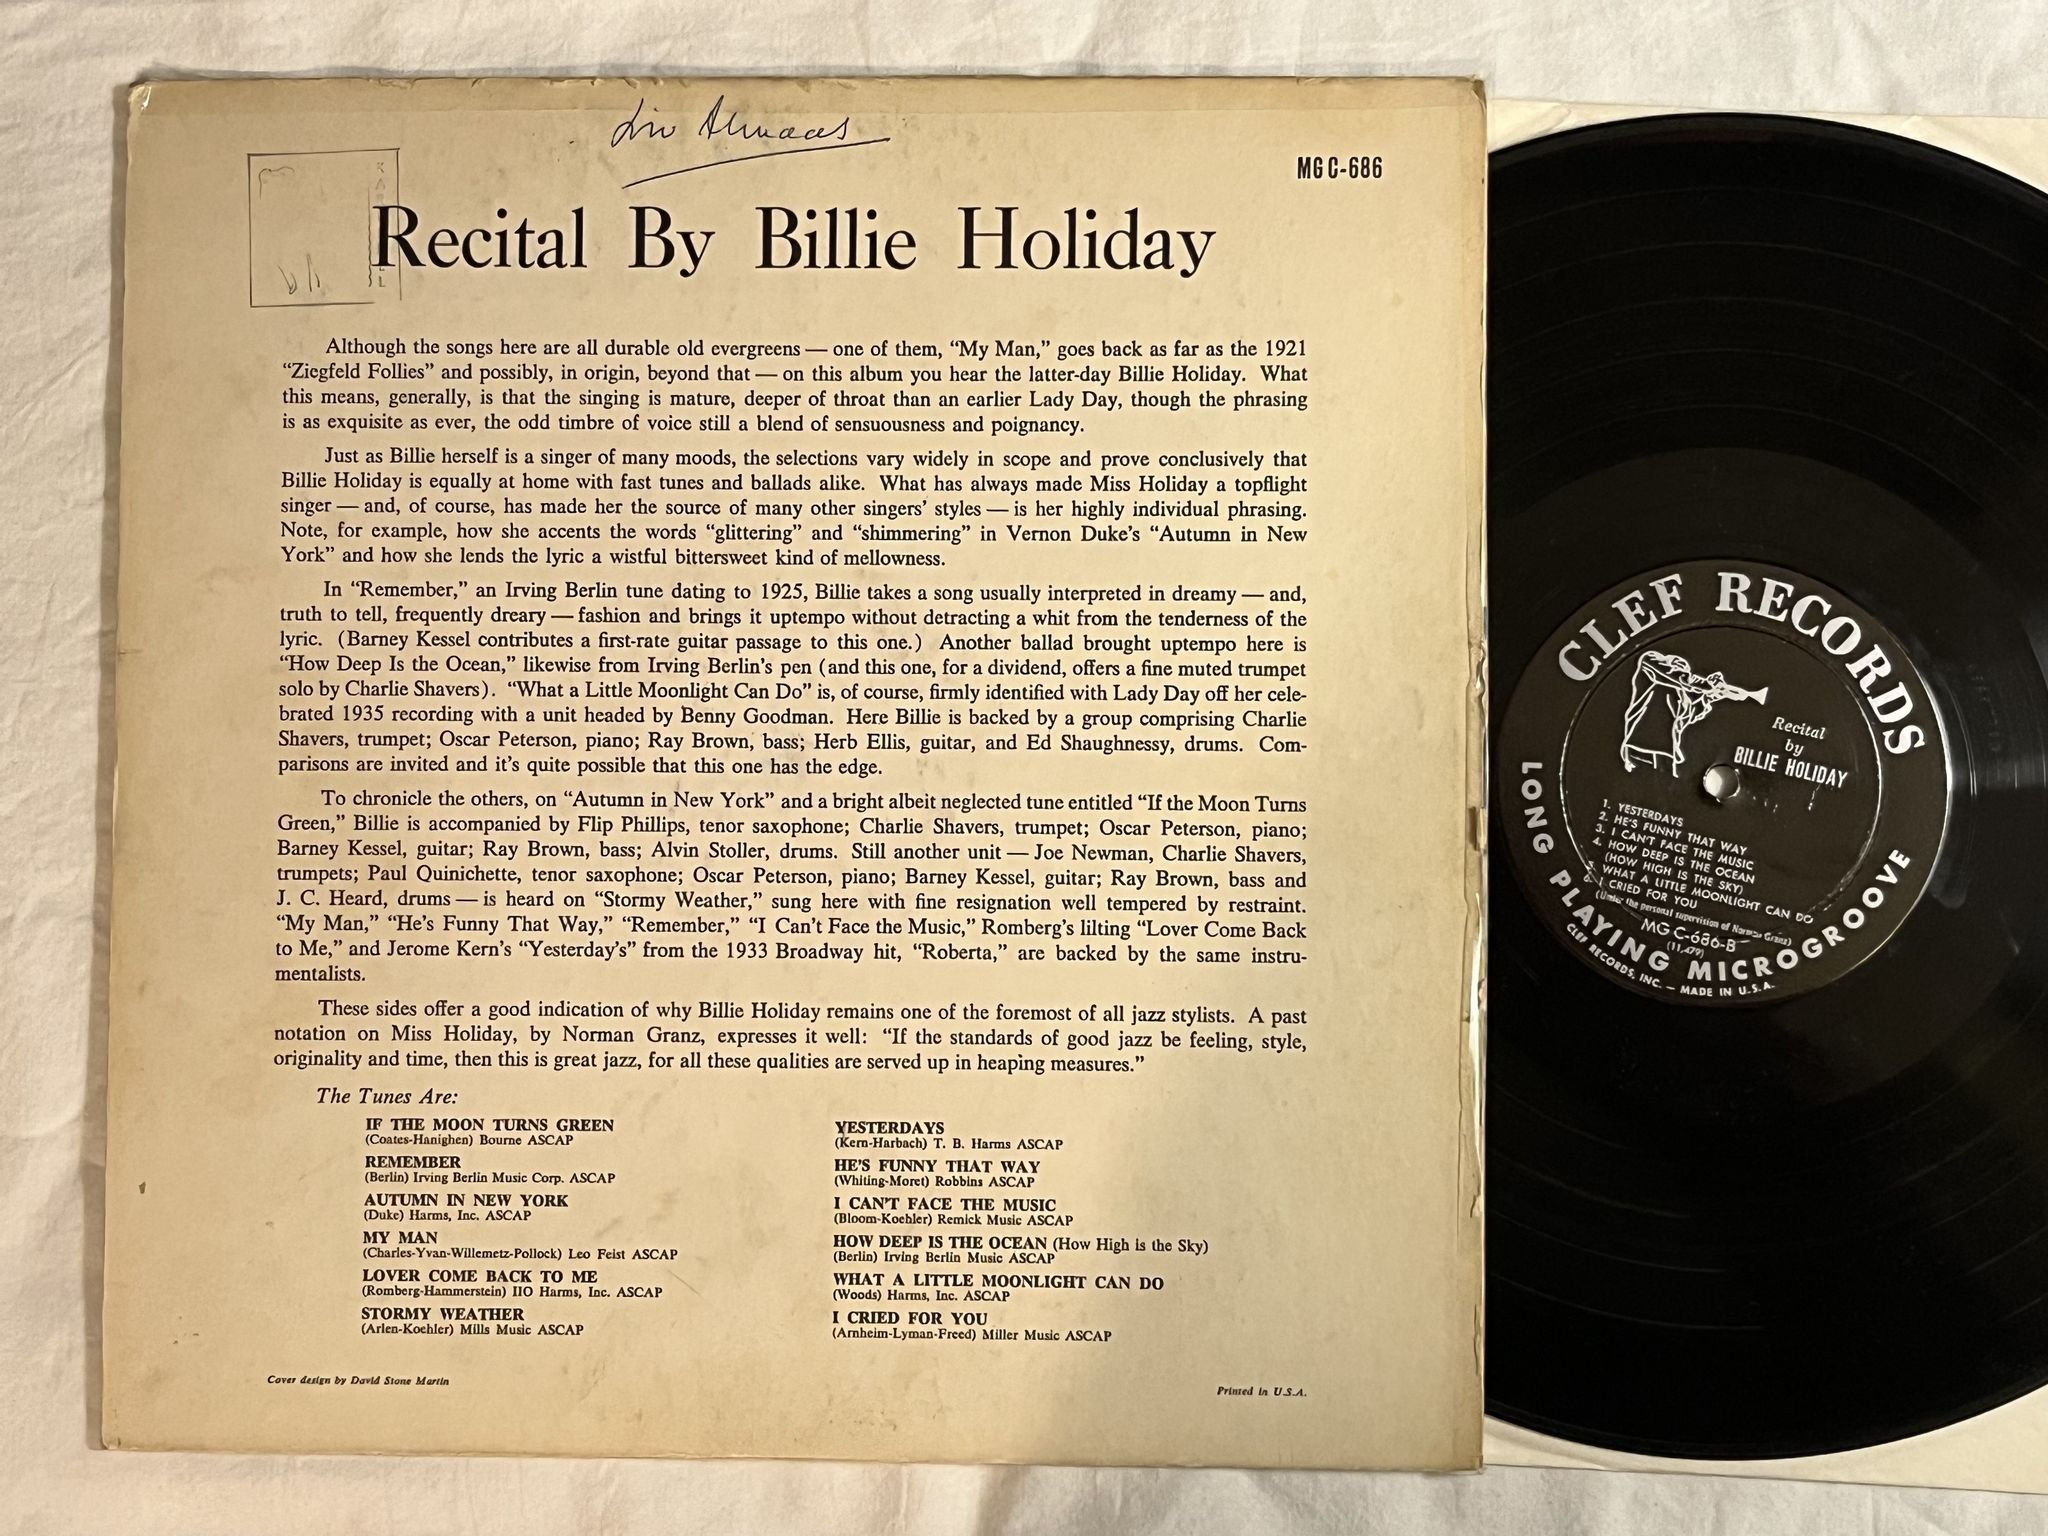 MG C-686
Recital By Billie Holiday
Although the songs here are all durable old evergreens — one of them, “My Man,” goes back as far as the 1921
“Ziegfeld Follies” and possibly, in origin, beyond that — on this album you hear the latter-day Billie Holiday. What
this means, generally, is that the singing is mature, deeper of throat than an earlier Lady Day, though the phrasing
is as exquisite as ever, the odd timbre of voice still a blend of sensuousness and poignancy.
Just as Billie herself is a singer of many moods, the selections vary widely in scope and prove conclusively that
Billie Holiday is equally at home with fast tunes and ballads alike. What has always made Miss Holiday a topflight
singer — and, of course, has made her the source of many other singers’ styles — is her highly individual phrasing.
Note, for example, how she accents the words “glittering” and “shimmering” in Vernon Duke’s “Autumn in New
York” and how she lends the lyric a wistful bittersweet kind of mellowness.
In “Remember,” an Irving Berlin tune dating to 1925, Billie takes a song usually interpreted in dreamy — and,
truth to tell, frequently dreary — fashion and brings it uptempo without detracting a whit from the tenderness of the
lyric. (Barney Kessel contributes a first-rate guitar passage to this one.) Another ballad brought uptempo here is
“How Deep Is the Ocean,” likewise from Irving Berlin’s pen (and this one, for a dividend, offers a fine muted trumpet
solo by Charlie Shavers). “What a Little Moonlight Can Do” is, of course, firmly identified with Lady Day off her cele-
brated 1935 recording with a unit headed by Benny Goodman. Here Billie is backed by a group comprising Charlie
Shavers, trumpet; Oscar Peterson, piano; Ray Brown, bass; Herb Ellis, guitar, and Ed Shaughnessy, drums. Com-
parisons are invited and it’s quite possible that this one has the edge.
To chronicle the others, on “Autumn in New York” and a bright albeit neglected tune entitled “If the Moon Turns
Green,” Billie is accompanied by Flip Phillips, tenor saxophone; Charlie Shavers, trumpet; Oscar Peterson, piano;
Barney Kessel, guitar; Ray Brown, bass; Alvin Stoller, drums. Still another unit — Joe Newman, Charlie Shavers,
trumpets; Paul Quinichette, tenor saxophone; Oscar Peterson, piano; Barney Kessel, guitar; Ray Brown, bass and
J. C. Heard, drums — is heard on “Stormy Weather,” sung here with fine resignation well tempered by restraint.
“My Man,” “He’s Funny That Way,” “Remember,” “I Can’t Face the Music,” Romberg’s lilting “Lover Come Back
to Me,” and Jerome Kern’s “Yesterday’s” from the 1933 Broadway hit, “Roberta,” are backed by the same instru-
mentalists.
These sides offer a good indication of why Billie Holiday remains one of the foremost of all jazz stylists. A past
notation on Miss Holiday, by Norman Granz, expresses it well: “If the standards of good jazz be feeling, style,
originality and time, then this is great jazz, for all these qualities are served up in heaping measures.”
The Tunes Are:
IF THE MOON TURNS GREEN
(Coates-Hanighen) Bourne ASCAP
REMEMBER
(Berlin) Irving Berlin Music Corp. ASCAP
AUTUMN IN NEW YORK
(Duke) Harms, Inc. ASCAP
MY MAN
(Charles-Yvan-Willemetz-Pollock) Leo Feist ASCAP
LOVER COME BACK TO ME
(Romberg-Hammerstein) IIO Harms, Inc. ASCAP
STORMY WEATHER
(Arlen-Koehler) Mills Music ASCAP
YESTERDAYS
(Kern-Harbach) T. B. Harms ASCAP
HE’S FUNNY THAT WAY
(Whiting-Moret) Robbins ASCAP
I CAN’T FACE THE MUSIC
(Bloom-Koehler) Remick Music ASCAP
HOW DEEP IS THE OCEAN (How High is the Sky)
(Berlin) Irving Berlin Music ASCAP
WHAT A LITTLE MOONLIGHT CAN DO
(Woods) Harms, Inc. ASCAP
I CRIED FOR YOU
(Arnheim-Lyman-Freed) Miller Music ASCAP
Cover design by David Stone Martin
Printed in U.S.A.
CLEF RECORDS
Recital
by
BILLIE HOLIDAY
1. YESTERDAYS
2. HE'S FUNNY THAT WAY
3. I CAN'T FACE THE MUSIC
4. HOW DEEP IS THE OCEAN
(HOW HIGH IS THE SKY)
5. WHAT A LITTLE MOONLIGHT CAN DO
6. I CRIED FOR YOU
(Under the personal supervision of Norman Granz)
MG C-686-B
(11,479)
LONG PLAYING MICROGROOVE
CLEF RECORDS, INC. — MADE IN U.S.A.